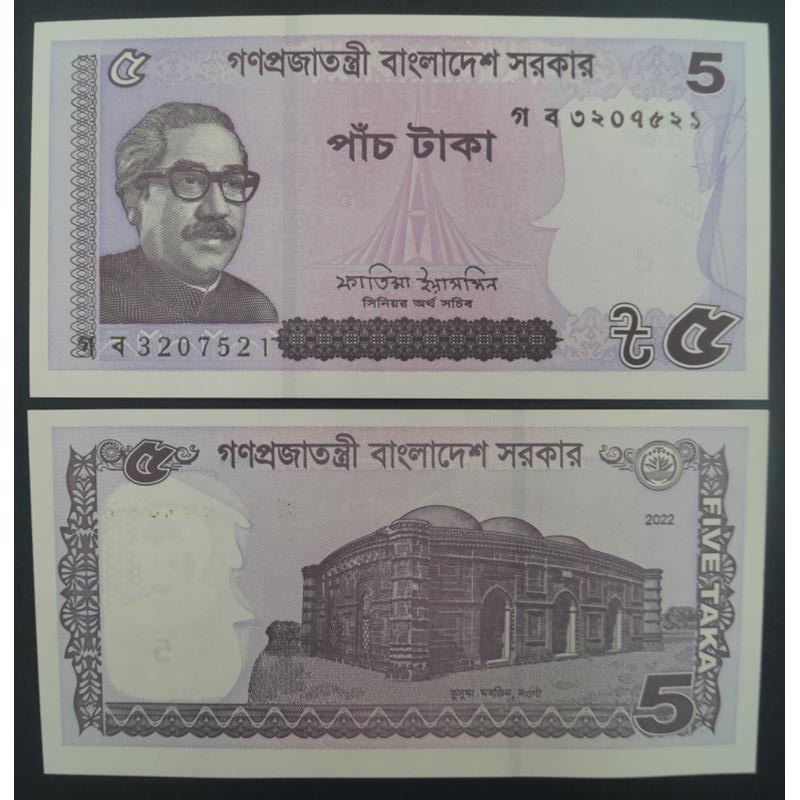 ৫ গণপ্রজাতন্ত্রী বাংলাদেশ সরকার 5
গ ব ৩২০৭৫২১
পাঁচ টাকা
ফাতিমা ইয়াসমিন
সিনিয়র অর্থ সচিব
গ ব 3207521
৳ ৫
৫ গণপ্রজাতন্ত্রী বাংলাদেশ সরকার
2022
FIVE TAKA
কুসুম্বা মসজিদ, নওগাঁ
5